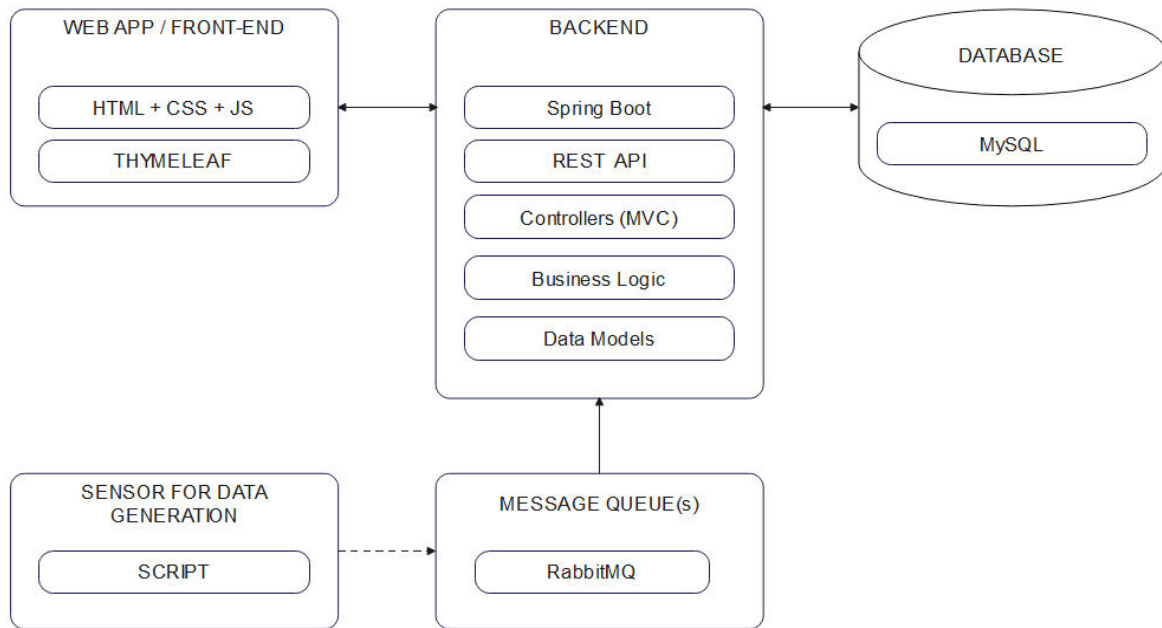 WEB APP / FRONT-END
HTML + CSS + JS
THYMELEAF
BACKEND
Spring Boot
REST API
Controllers (MVC)
Business Logic
Data Models
DATABASE
MySQL
SENSOR FOR DATA
GENERATION
SCRIPT
MESSAGE QUEUE(s)
RabbitMQ